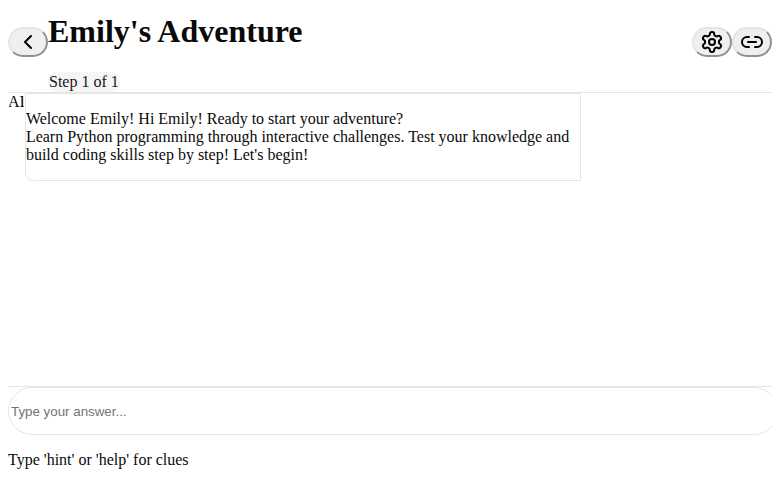 Emily's Adventure
Step 1 of 1
AI
Welcome Emily! Hi Emily! Ready to start your adventure?
Learn Python programming through interactive challenges. Test your knowledge and
build coding skills step by step! Let's begin!
Type your answer...
Type 'hint' or 'help' for clues